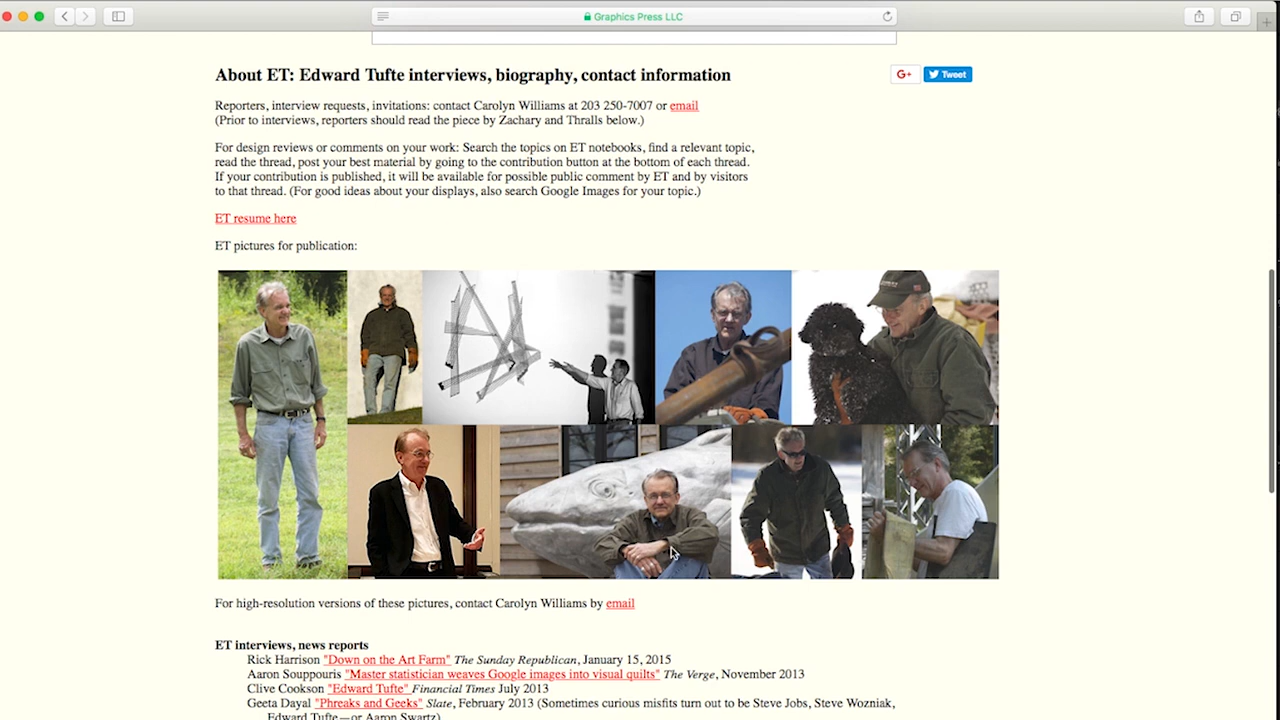 Graphics Press LLC
About ET: Edward Tufte interviews, biography, contact information
G+
Tweet
Reporters, interview requests, invitations: contact Carolyn Williams at 203 250-7007 or email
(Prior to interviews, reporters should read the piece by Zachary and Thralls below.)
For design reviews or comments on your work: Search the topics on ET notebooks, find a relevant topic,
read the thread, post your best material by going to the contribution button at the bottom of each thread.
If your contribution is published, it will be available for possible public comment by ET and by visitors
to that thread. (For good ideas about your displays, also search Google Images for your topic.)
ET resume here
ET pictures for publication:
For high-resolution versions of these pictures, contact Carolyn Williams by email
ET interviews, news reports
Rick Harrison "Down on the Art Farm" The Sunday Republican, January 15, 2015
Aaron Souppouris "Master statistician weaves Google images into visual quilts" The Verge, November 2013
Clive Cookson "Edward Tufte" Financial Times July 2013
Geeta Dayal "Phreaks and Geeks" Slate, February 2013 (Sometimes curious misfits turn out to be Steve Jobs, Steve Wozniak,
Edward Tufte—or Aaron Swartz)